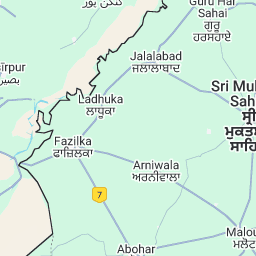 Guru Har
Sahai
ਗੁਰੂ
ਹਰਸਹਾਏ
Jalalabad
ਜਲਾਲਾਬਾਦ
Ladhuka
ਲਾਧੂਕਾ
Sri Mu
Sah
ਸ੍ਰੀ
ਮੁਕਤਸ
ਸਾਹਿ
Fazilka
ਫਾਜ਼ਿਲਕਾ
Arniwala
ਅਰਨੀਵਾਲਾ
7
Malou
ਮਲੋਟ
Abohar